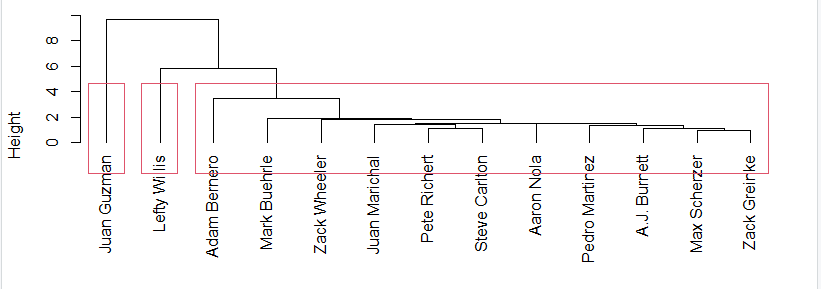 Height
8
6
4
2
0
Juan Guzman
Lefty Willis
Adam Bernero
Mark Buehrle
Zack Wheeler
Juan Marichal
Pete Richert
Steve Carlton
Aaron Nola
Pedro Martinez
A.J. Burnett
Max Scherzer
Zack Greinke